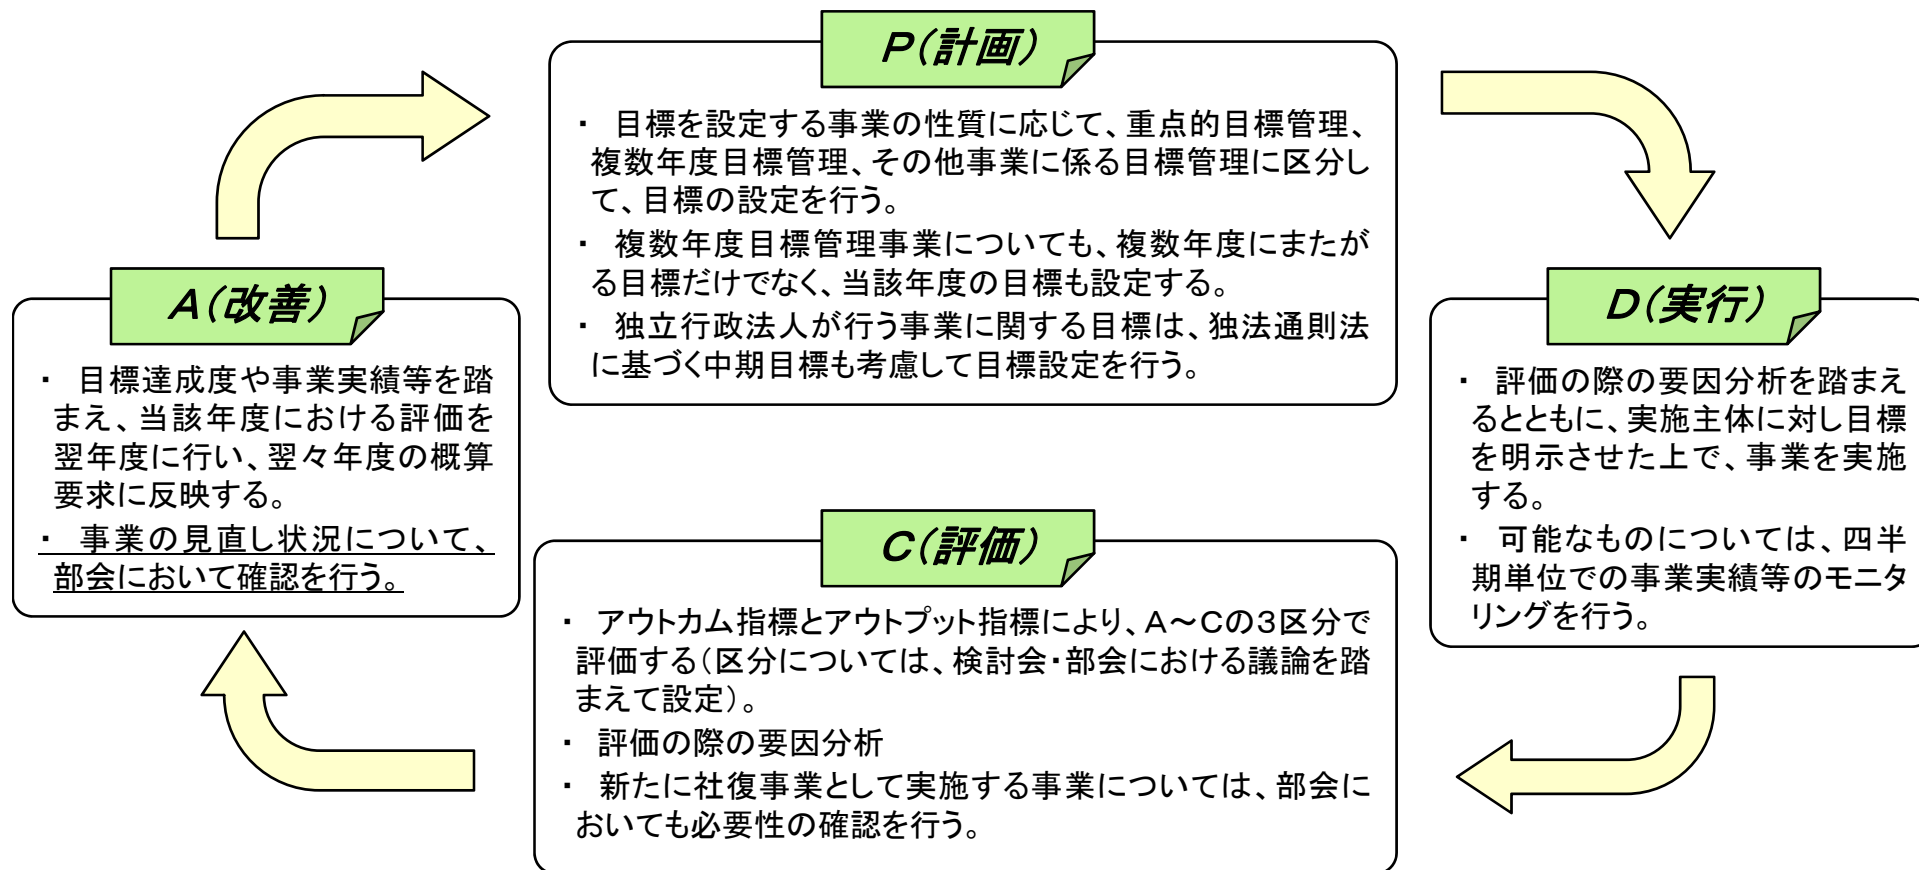 P(計画)
・ 目標を設定する事業の性質に応じて、重点的目標管理、
複数年度目標管理、その他事業に係る目標管理に区分し
て、目標の設定を行う。
・ 複数年度目標管理事業についても、複数年度にまたが
る目標だけでなく、当該年度の目標も設定する。
・ 独立行政法人が行う事業に関する目標は、独法通則法
に基づく中期目標も考慮して目標設定を行う。
D(実行)
・ 評価の際の要因分析を踏まえ
るとともに、実施主体に対し目標
を明示させた上で、事業を実施
する。
・ 可能なものについては、四半
期単位での事業実績等のモニタ
リングを行う。
C(評価)
・ アウトカム指標とアウトプット指標により、A~Cの3区分で
評価する(区分については、検討会・部会における議論を踏
まえて設定)。
・ 評価の際の要因分析
・ 新たに社復事業として実施する事業については、部会に
おいても必要性の確認を行う。
A(改善)
・ 目標達成度や事業実績等を踏
まえ、当該年度における評価を
翌年度に行い、翌々年度の概算
要求に反映する。
・ 事業の見直し状況について、
部会において確認を行う。